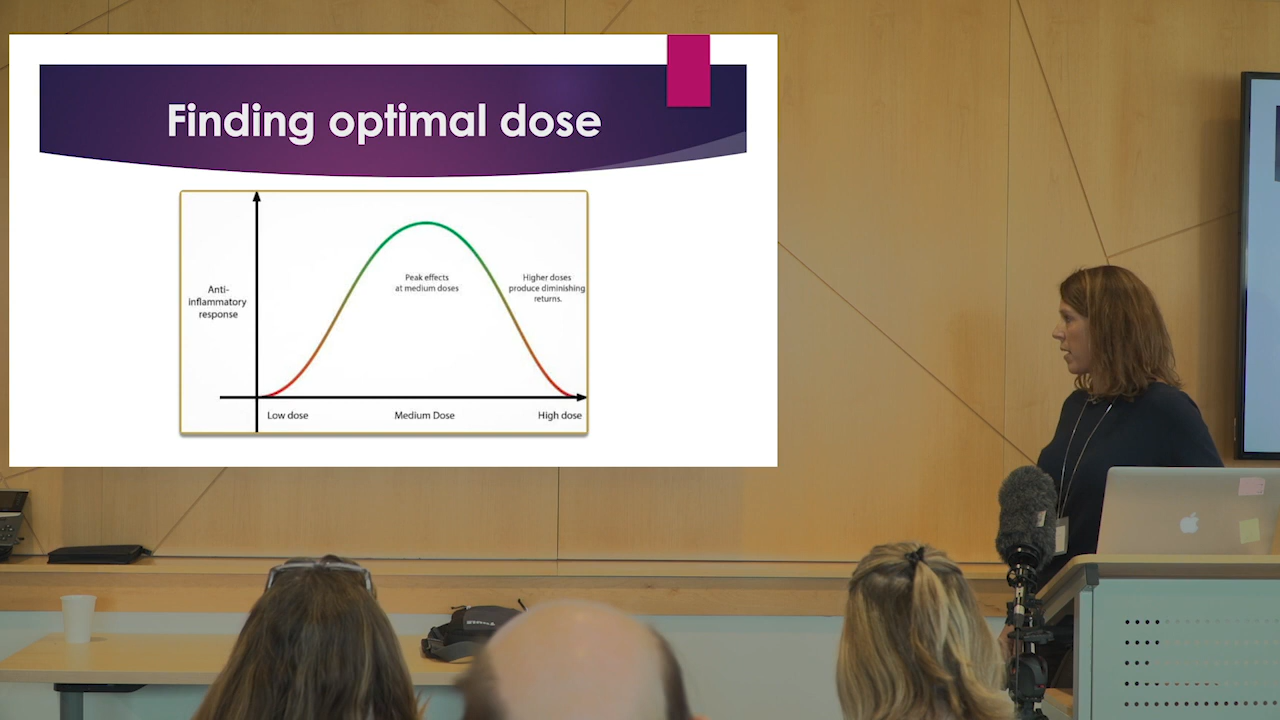 Finding optimal dose
Anti-
inflammatory
response
Peak effects
at medium doses
Higher doses
produce diminishing
returns.
Low dose
Medium Dose
High dose